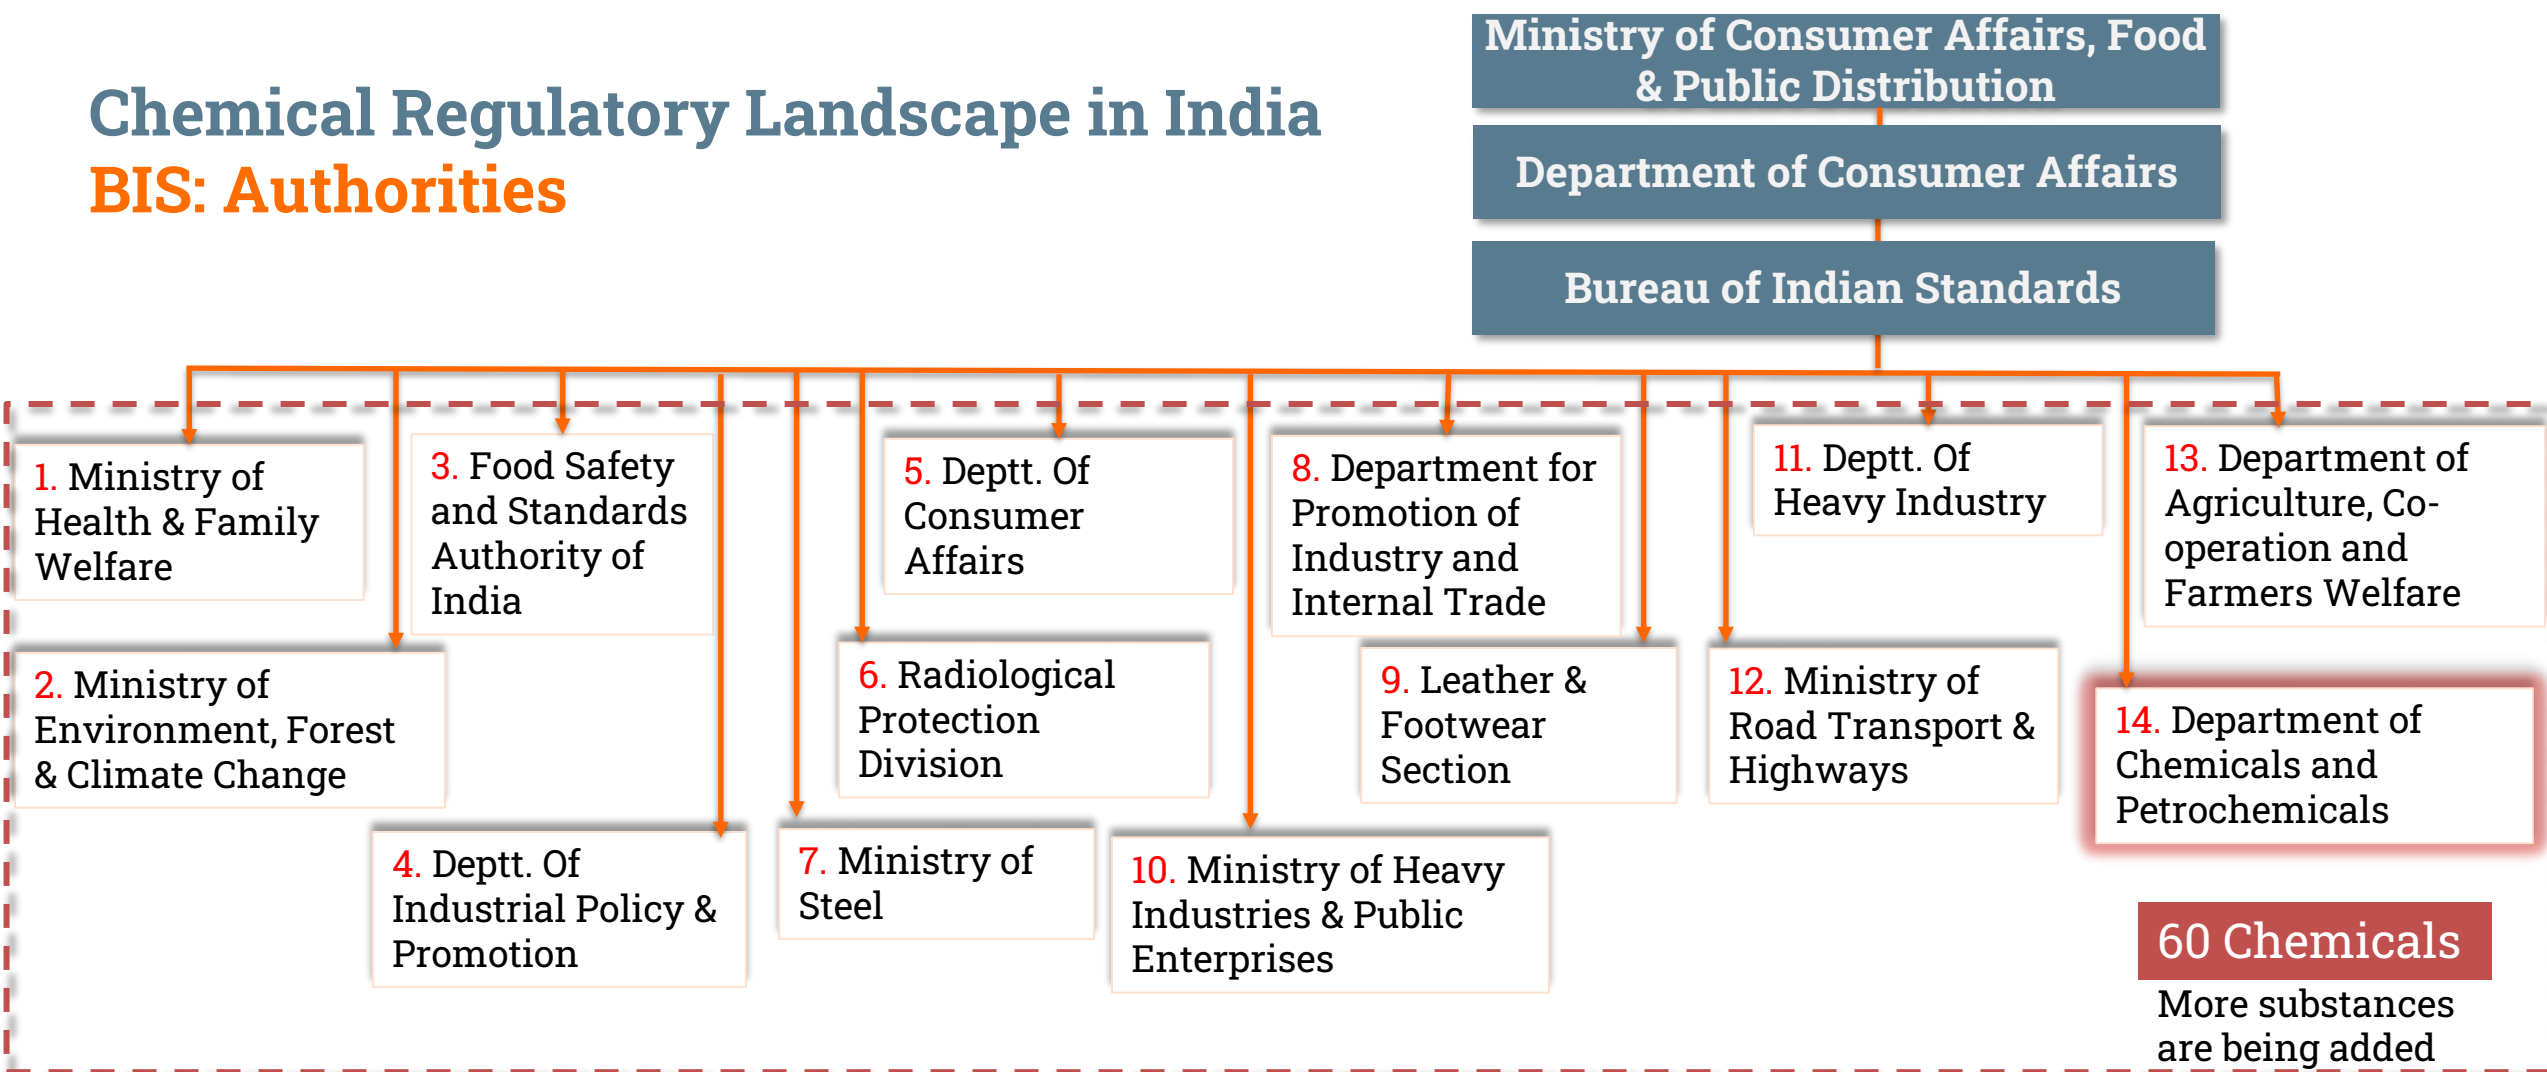 Chemical Regulatory Landscape in India
BIS: Authorities
Ministry of Consumer Affairs, Food
& Public Distribution
Department of Consumer Affairs
Bureau of Indian Standards
1. Ministry of
Health & Family
Welfare
2. Ministry of
Environment, Forest
& Climate Change
3. Food Safety
and Standards
Authority of
India
4. Deptt. Of
Industrial Policy &
Promotion
5. Deptt. Of
Consumer
Affairs
6. Radiological
Protection
Division
7. Ministry of
Steel
8. Department for
Promotion of
Industry and
Internal Trade
9. Leather &
Footwear
Section
10. Ministry of Heavy
Industries & Public
Enterprises
11. Deptt. Of
Heavy Industry
12. Ministry of
Road Transport &
Highways
13. Department of
Agriculture, Co-
operation and
Farmers Welfare
14. Department of
Chemicals and
Petrochemicals
60 Chemicals
More substances
are being added